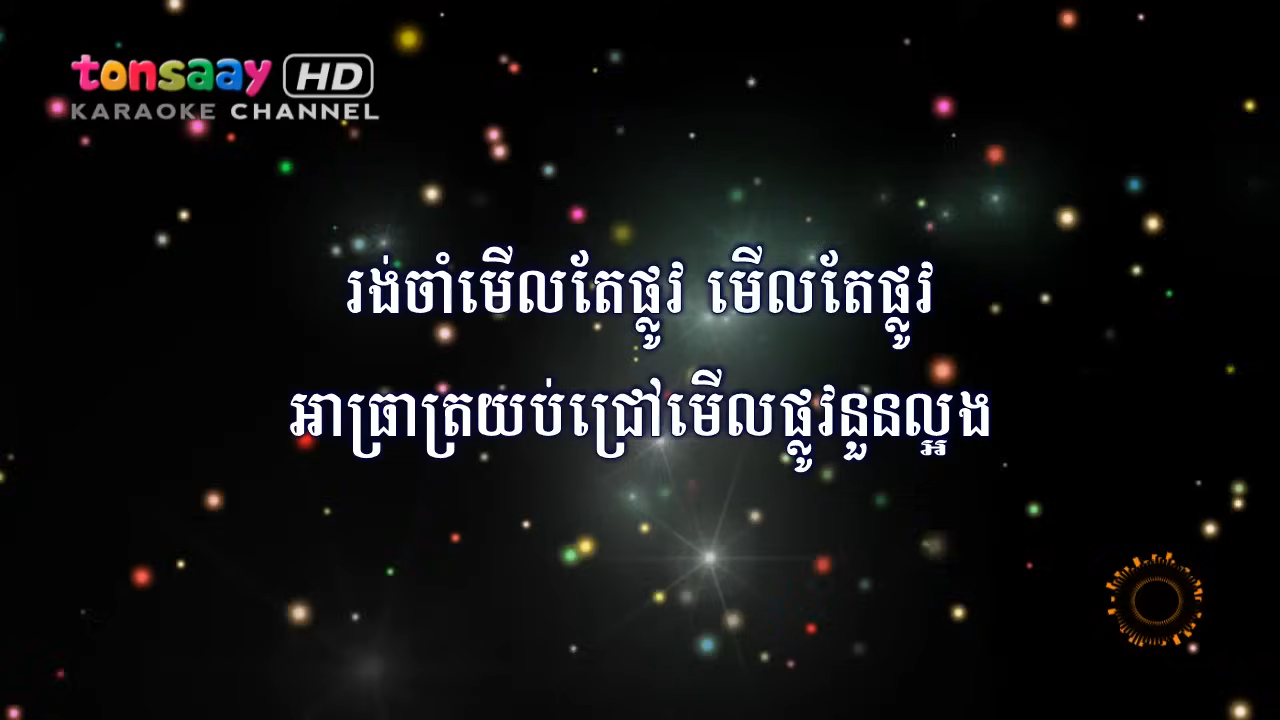 tonsaay HD
KARAOKE CHANNEL
រង់ចាំមើលតែផ្លូវ មើលតែផ្លូវ
អាធ្រាត្រយប់ជ្រៅមើលផ្លូវនួនល្អង